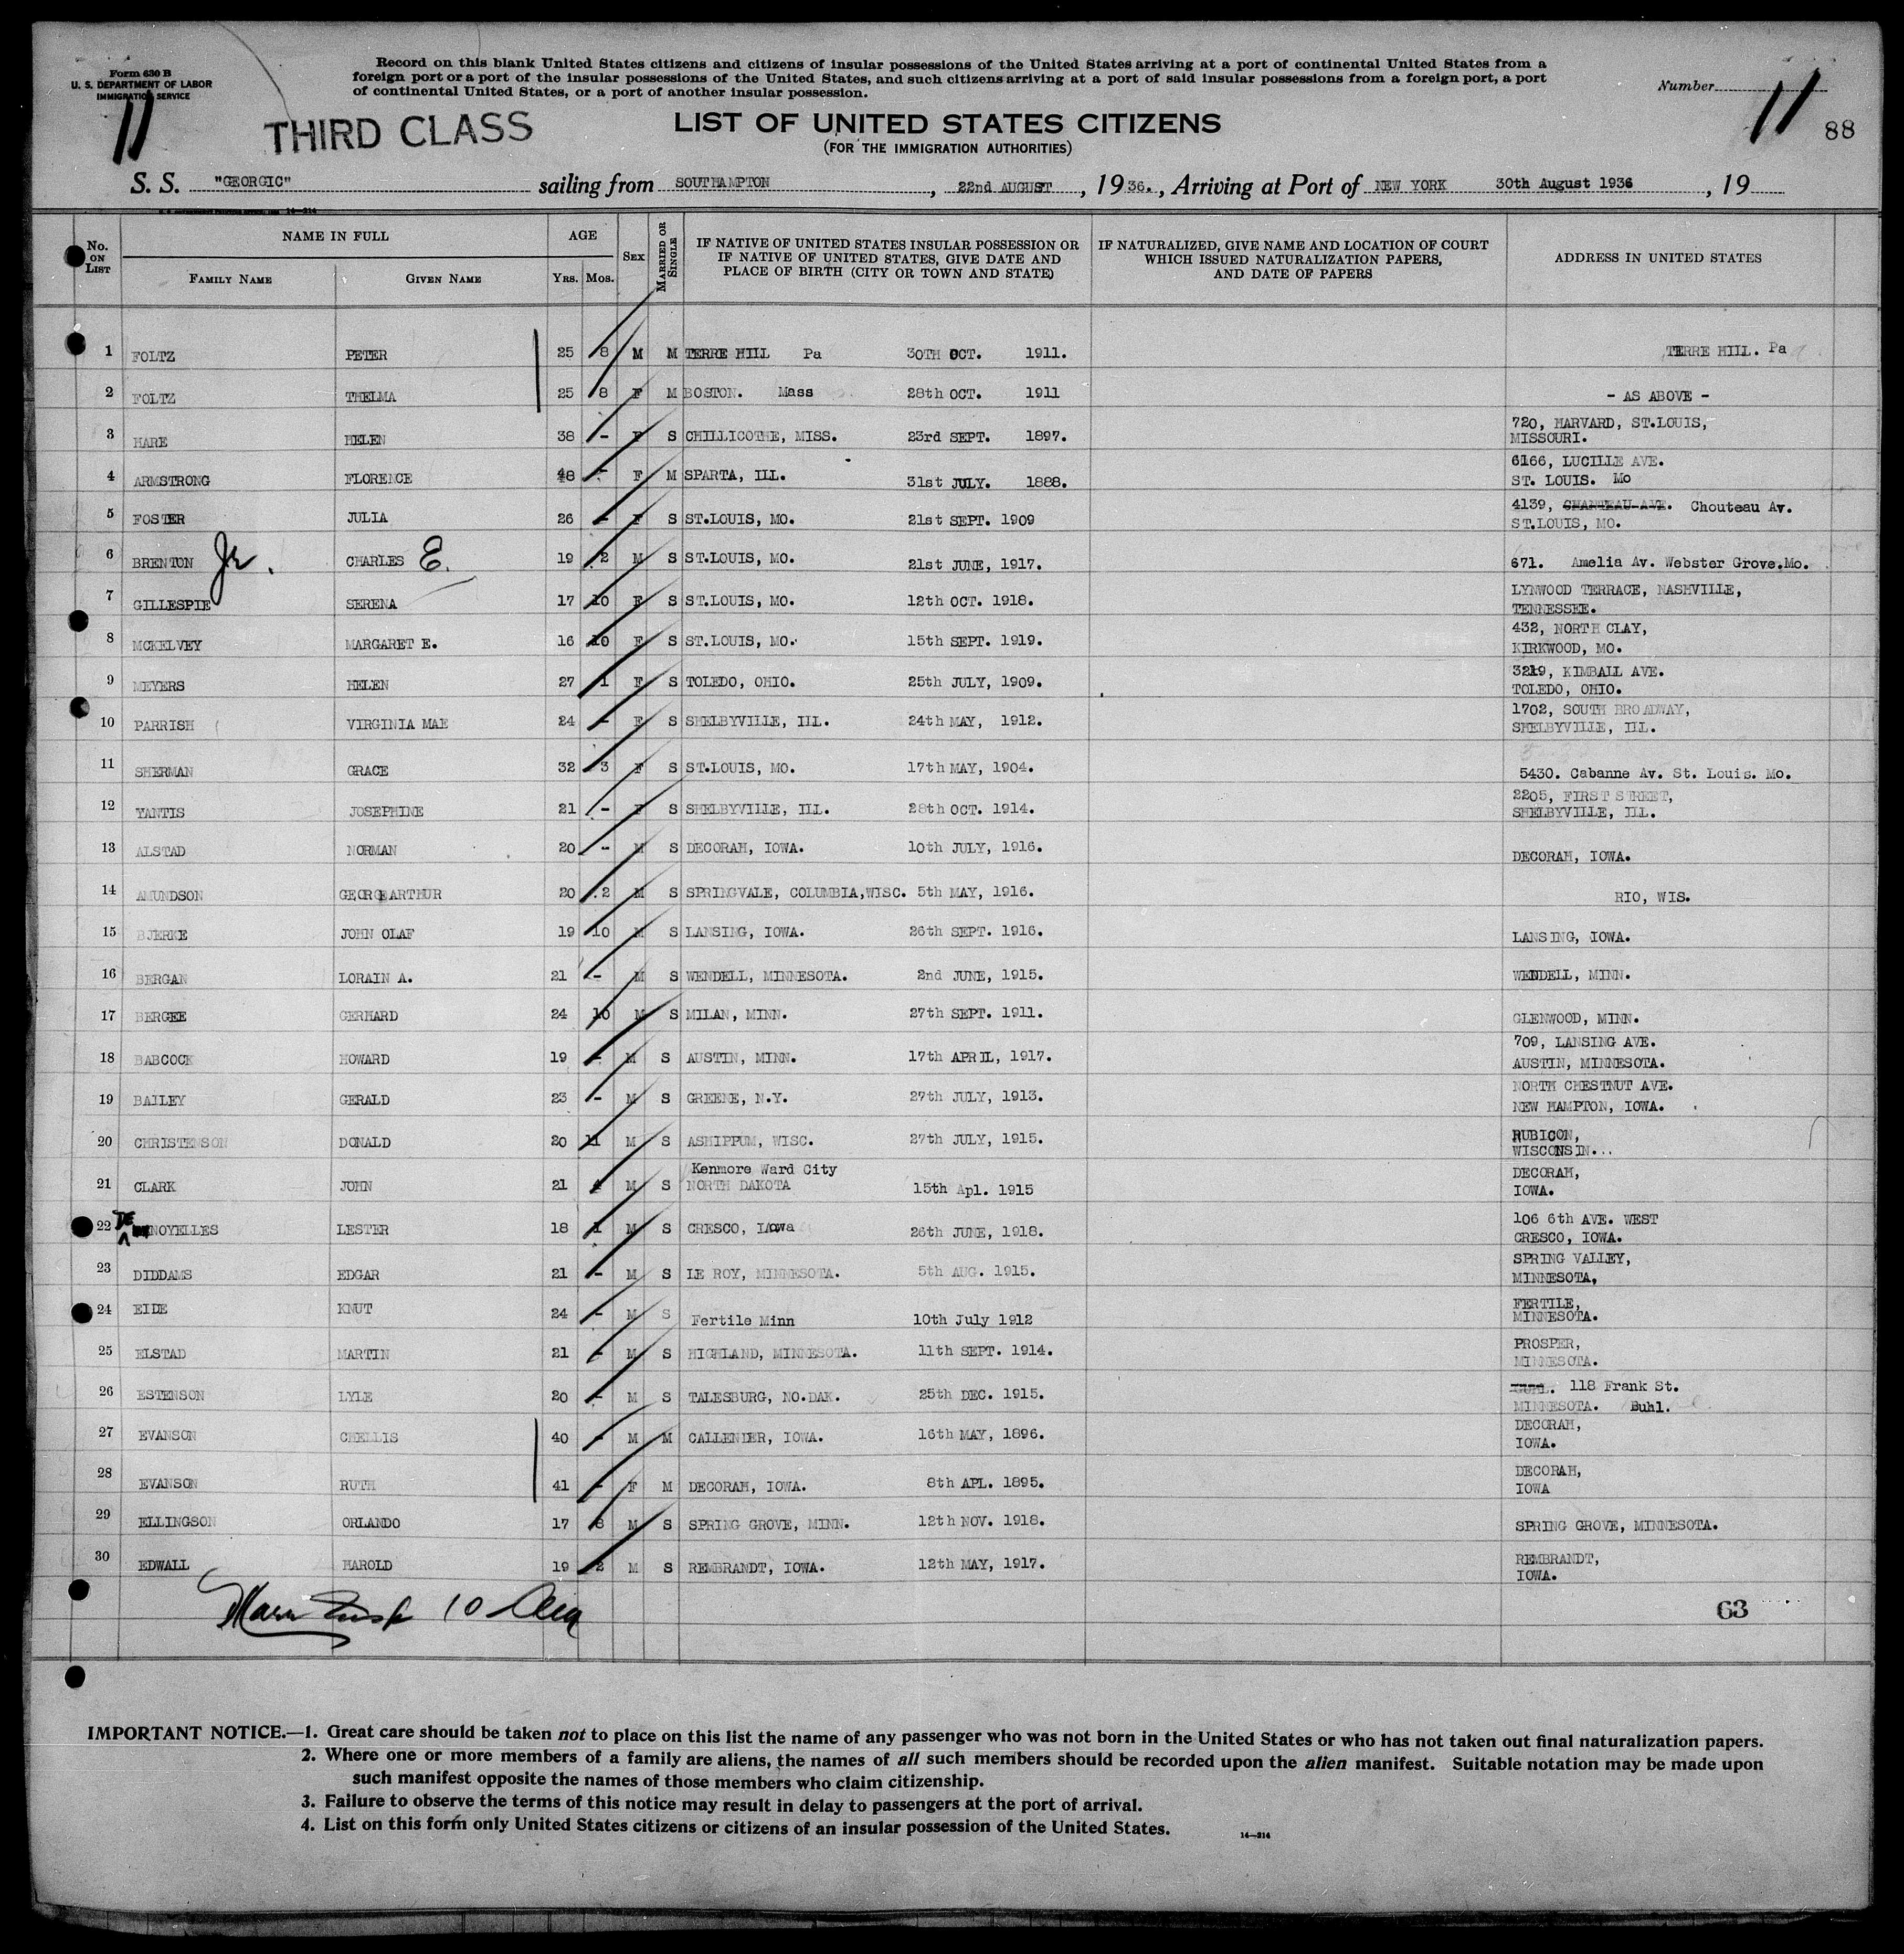 Form 630 B
U. S. DEPARTMENT OF LABOR
IMMIGRATION SERVICE
Record on this blank United States citizens and citizens of insular possessions of the United States arriving at a port of continental United States from a
foreign port or a port of the insular possessions of the United States, and such citizens arriving at a port of said insular possessions from a foreign port, a port
of continental United States, or a port of another insular possession.
Number 11
11
THIRD CLASS
LIST OF UNITED STATES CITIZENS
(FOR THE IMMIGRATION AUTHORITIES)
88
S. S. "GEORGIC" sailing from SOUTHAMPTON, 22nd AUGUST, 1936., Arriving at Port of NEW YORK 30th August 1936, 19
14-214
No. on List
NAME IN FULL
Family Name
Given Name
AGE
Yrs. Mos.
Sex
Married or Single
IF NATIVE OF UNITED STATES INSULAR POSSESSION OR
IF NATIVE OF UNITED STATES, GIVE DATE AND
PLACE OF BIRTH (CITY OR TOWN AND STATE)
IF NATURALIZED, GIVE NAME AND LOCATION OF COURT
WHICH ISSUED NATURALIZATION PAPERS,
AND DATE OF PAPERS
ADDRESS IN UNITED STATES
1 FOLTZ PETER 25 8 M M TERRE HILL Pa 30TH OCT. 1911. TERRE HILL. Pa
2 FOLTZ THELMA 25 8 F M BOSTON. Mass 28th OCT. 1911 - AS ABOVE -
3 HARE HELEN 38 - F S CHILLICOTHE, MISS. 23rd SEPT. 1897. 720, HARVARD, ST.LOUIS,
MISSOURI.
4 ARMSTRONG FLORENCE 48 - F M SPARTA, ILL. 31st JULY. 1888. 6166, LUCILLE AVE.
ST. LOUIS. Mo
5 FOSTER JULIA 26 - F S ST.LOUIS, MO. 21st SEPT. 1909 4139, CHANTEAU AVE. Chouteau Av.
ST.LOUIS, MO.
6 BRENTON Jr. CHARLES E. 19 2 M S ST.LOUIS, MO. 21st JUNE, 1917. 671. Amelia Av. Webster Grove.Mo.
7 GILLESPIE SERENA 17 10 F S ST.LOUIS, MO. 12th OCT. 1918. LYNWOOD TERRACE, NASHVILLE,
TENNESSEE.
8 MCKELVEY MARGARET E. 16 10 F S ST.LOUIS, MO. 15th SEPT. 1919. 432, NORTH CLAY,
KIRKWOOD, MO.
9 MEYERS HELEN 27 1 F S TOLEDO, OHIO. 25th JULY, 1909. 3219, KIMBALL AVE.
TOLEDO, OHIO.
10 PARRISH VIRGINIA MAE 24 - F S SHELBYVILLE, ILL. 24th MAY, 1912. 1702, SOUTH BROADWAY,
SHELBYVILLE, ILL.
11 SHERMAN GRACE 32 3 F S ST.LOUIS, MO. 17th MAY, 1904. 5430. Cabanne Av. St. Louis. Mo.
12 YANTIS JOSEPHINE 21 - F S SHELBYVILLE, ILL. 28th OCT. 1914. 2205, FIRST STREET,
SHELBYVILLE, ILL.
13 ALSTAD NORMAN 20 - M S DECORAH, IOWA. 10th JULY, 1916. DECORAH, IOWA.
14 AMUNDSON GEORGE ARTHUR 20 2 M S SPRINGVALE, COLUMBIA,WISC. 5th MAY, 1916. RIO, WIS.
15 BJERKE JOHN OLAF 19 10 M S LANSING, IOWA. 26th SEPT. 1916. LANSING, IOWA.
16 BERGAN LORAIN A. 21 - M S WENDELL, MINNESOTA. 2nd JUNE, 1915. WENDELL, MINN.
17 BERGEE GERHARD 24 10 M S MILAN, MINN. 27th SEPT. 1911. GLENWOOD, MINN.
18 BABCOCK HOWARD 19 - M S AUSTIN, MINN. 17th APRIL, 1917. 709, LANSING AVE.
AUSTIN, MINNESOTA.
19 BAILEY GERALD 23 - M S GREENE, N.Y. 27th JULY, 1913. NORTH CHESTNUT AVE.
NEW HAMPTON, IOWA.
20 CHRISTENSON DONALD 20 11 M S ASHIPPUM, WISC. 27th JULY, 1915. RUBICON,
WISCONSIN...
21 CLARK JOHN 21 4 M S Kenmore Ward City
NORTH DAKOTA 15th Apl. 1915 DECORAH,
IOWA.
22 DE NOYELLES LESTER 18 1 M S CRESCO, Iowa 26th JUNE, 1918. 106 6th AVE. WEST
CRESCO, IOWA.
23 DIDDAMS EDGAR 21 - M S LE ROY, MINNESOTA. 5th AUG. 1915. SPRING VALLEY,
MINNESOTA,
24 EIDE KNUT 24 - M S Fertile Minn 10th July 1912 FERTILE,
MINNESOTA.
25 ELSTAD MARTIN 21 - M S HIGHLAND, MINNESOTA. 11th SEPT. 1914. PROSPER,
MINNESOTA.
26 ESTENSON LYLE 20 - M S TALESBURG, NO.DAK. 25th DEC. 1915. 118 Frank St.
MINNESOTA. Buhl.
27 EVANSON CHELLIS 40 - M M CALLENDER, IOWA. 16th MAY, 1896. DECORAH,
IOWA.
28 EVANSON RUTH 41 - F M DECORAH, IOWA. 8th APL. 1895. DECORAH,
IOWA
29 ELLINGSON ORLANDO 17 8 M S SPRING GROVE, MINN. 12th NOV. 1918. SPRING GROVE, MINNESOTA.
30 EDWALL HAROLD 19 2 M S REMBRANDT, IOWA. 12th MAY, 1917. REMBRANDT,
IOWA.
10
63
IMPORTANT NOTICE.—1. Great care should be taken not to place on this list the name of any passenger who was not born in the United States or who has not taken out final naturalization papers.
2. Where one or more members of a family are aliens, the names of all such members should be recorded upon the alien manifest. Suitable notation may be made upon
such manifest opposite the names of those members who claim citizenship.
3. Failure to observe the terms of this notice may result in delay to passengers at the port of arrival.
4. List on this form only United States citizens or citizens of an insular possession of the United States.
14-214